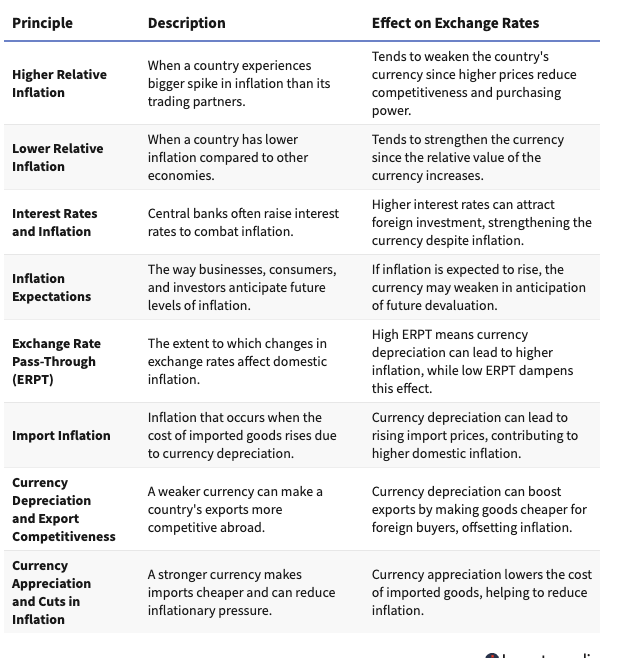 Principle Description Effect on Exchange Rates
Higher Relative
Inflation
When a country experiences
bigger spike in inflation than its
trading partners.
Tends to weaken the country's
currency since higher prices reduce
competitiveness and purchasing
power.
Lower Relative
Inflation
When a country has lower
inflation compared to other
economies.
Tends to strengthen the currency
since the relative value of the
currency increases.
Interest Rates
and Inflation
Central banks often raise interest
rates to combat inflation.
Higher interest rates can attract
foreign investment, strengthening the
currency despite inflation.
Inflation
Expectations
The way businesses, consumers,
and investors anticipate future
levels of inflation.
If inflation is expected to rise, the
currency may weaken in anticipation
of future devaluation.
Exchange Rate
Pass-Through
(ERPT)
The extent to which changes in
exchange rates affect domestic
inflation.
High ERPT means currency
depreciation can lead to higher
inflation, while low ERPT dampens
this effect.
Import Inflation
Inflation that occurs when the
cost of imported goods rises due
to currency depreciation.
Currency depreciation can lead to
rising import prices, contributing to
higher domestic inflation.
Currency
Depreciation
and Export
Competitiveness
A weaker currency can make a
country's exports more
competitive abroad.
Currency depreciation can boost
exports by making goods cheaper for
foreign buyers, offsetting inflation.
Currency
Appreciation
and Cuts in
Inflation
A stronger currency makes
imports cheaper and can reduce
inflationary pressure.
Currency appreciation lowers the cost
of imported goods, helping to reduce
inflation.